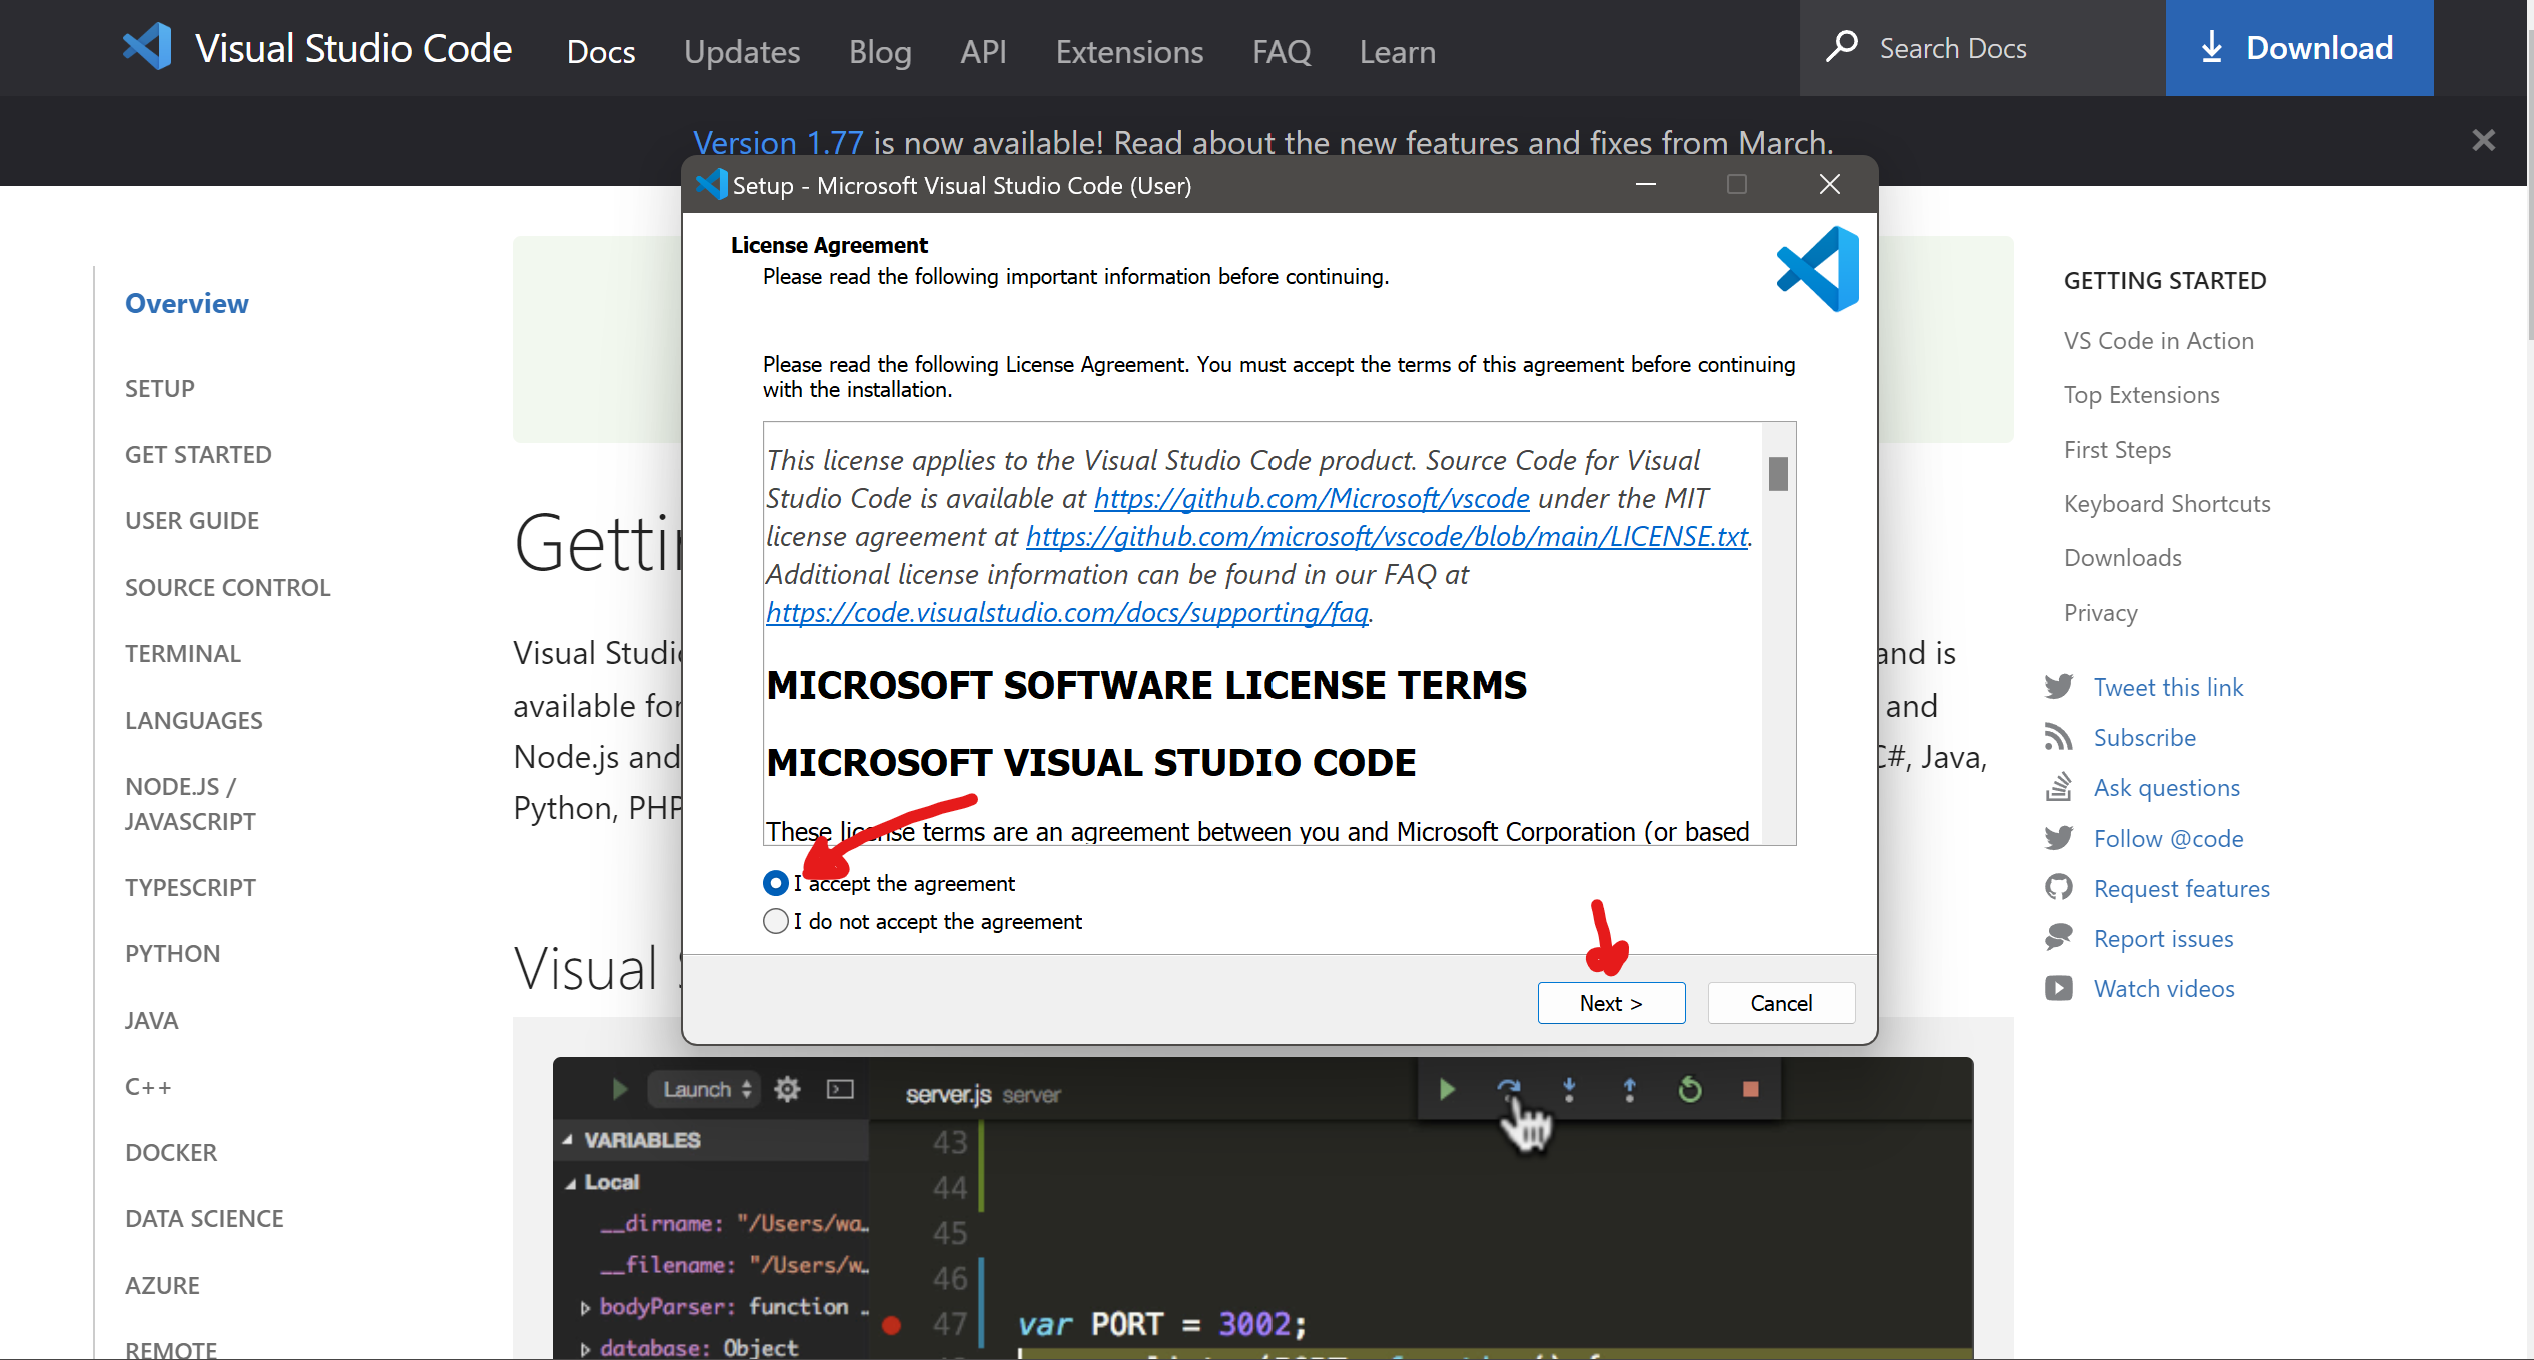 Visual Studio Code
Docs
Updates
Blog
API
Extensions
FAQ
Learn
Search Docs
Download
Version 1.77 is now available! Read about the new features and fixes from March.
Overview
SETUP
GET STARTED
USER GUIDE
SOURCE CONTROL
TERMINAL
LANGUAGES
NODE.JS /
JAVASCRIPT
TYPESCRIPT
PYTHON
JAVA
C++
DOCKER
DATA SCIENCE
AZURE
REMOTE
Visual
available for
Node.js and
Python, PHP
Visual
and is
and
C#, Java,
Setup - Microsoft Visual Studio Code (User)
License Agreement
Please read the following important information before continuing.
Please read the following License Agreement. You must accept the terms of this agreement before continuing
with the installation.
This license applies to the Visual Studio Code product. Source Code for Visual
Studio Code is available at https://github.com/Microsoft/vscode under the MIT
license agreement at https://github.com/microsoft/vscode/blob/main/LICENSE.txt.
Additional license information can be found in our FAQ at
https://code.visualstudio.com/docs/supporting/faq.
MICROSOFT SOFTWARE LICENSE TERMS
MICROSOFT VISUAL STUDIO CODE
These license terms are an agreement between you and Microsoft Corporation (or based
I accept the agreement
I do not accept the agreement
Next >
Cancel
GETTING STARTED
VS Code in Action
Top Extensions
First Steps
Keyboard Shortcuts
Downloads
Privacy
Tweet this link
Subscribe
Ask questions
Follow @code
Request features
Report issues
Watch videos
Launch
server.js server
VARIABLES
Local
__dirname: "/Users/wa…
__filename: "/Users/w…
bodyParser: function …
database: Object
43
44
45
46
47 var PORT = 3002;